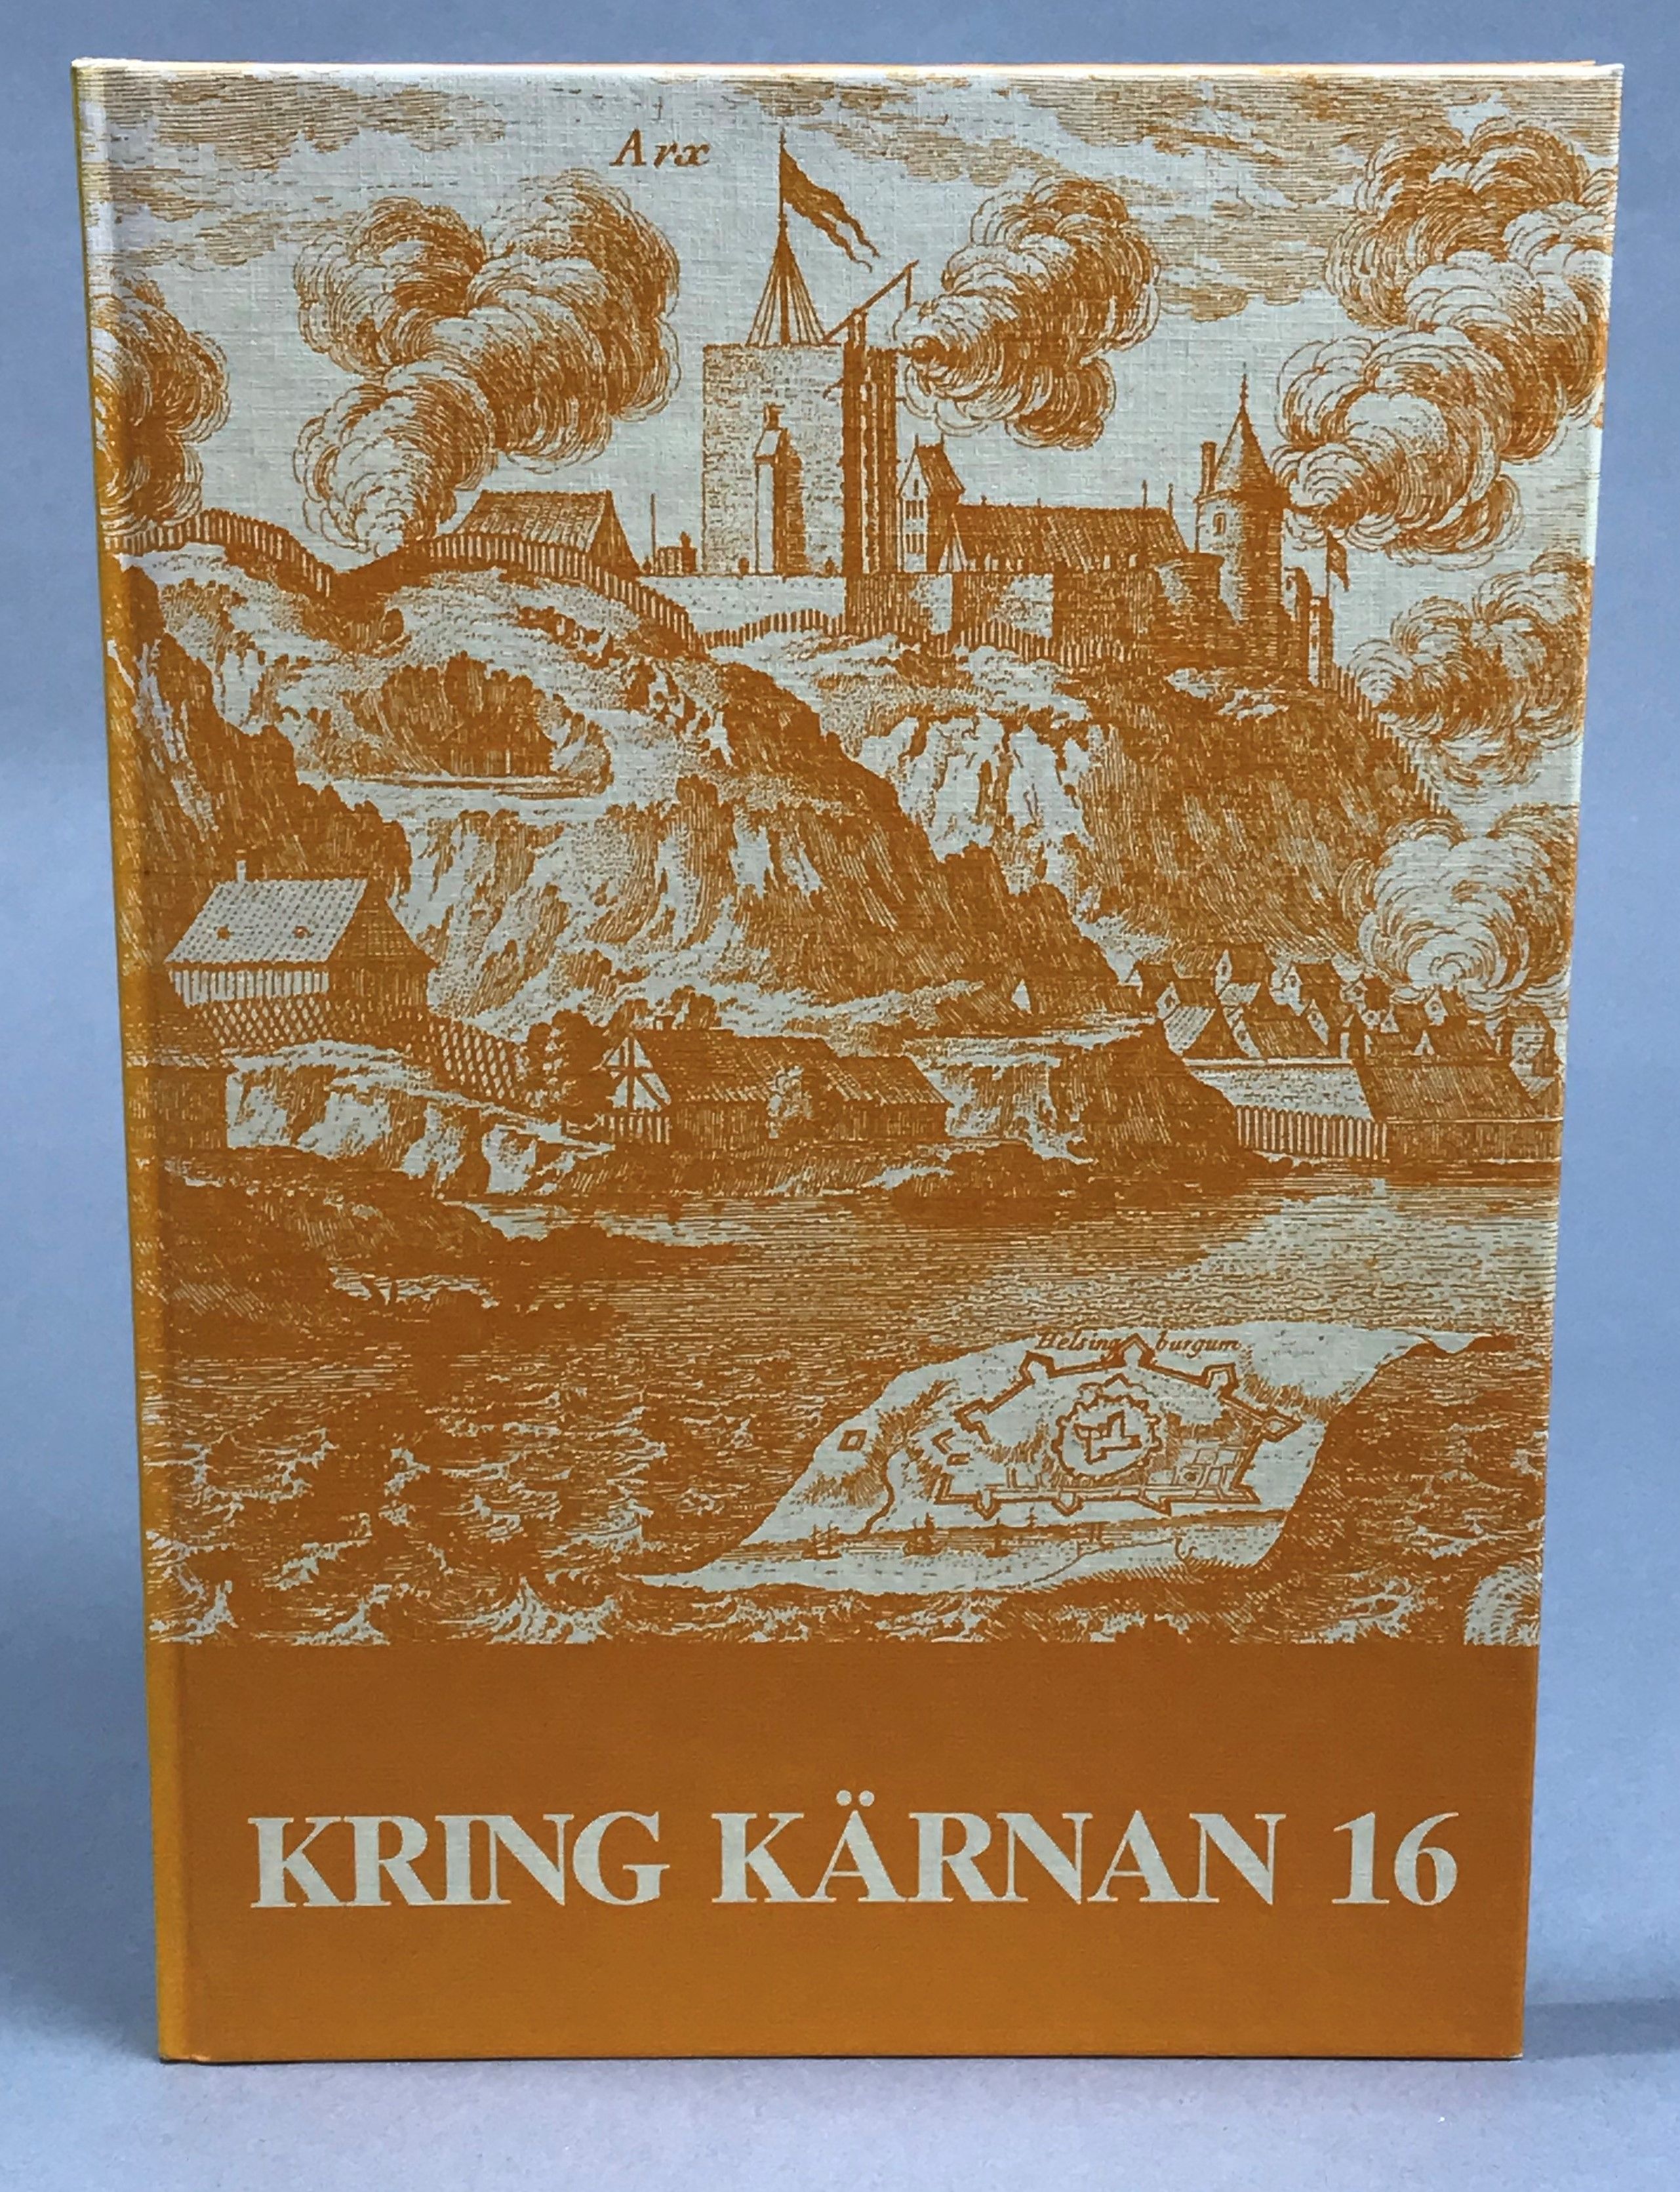 Arx
Helsing burgum
KRING KÄRNAN 16